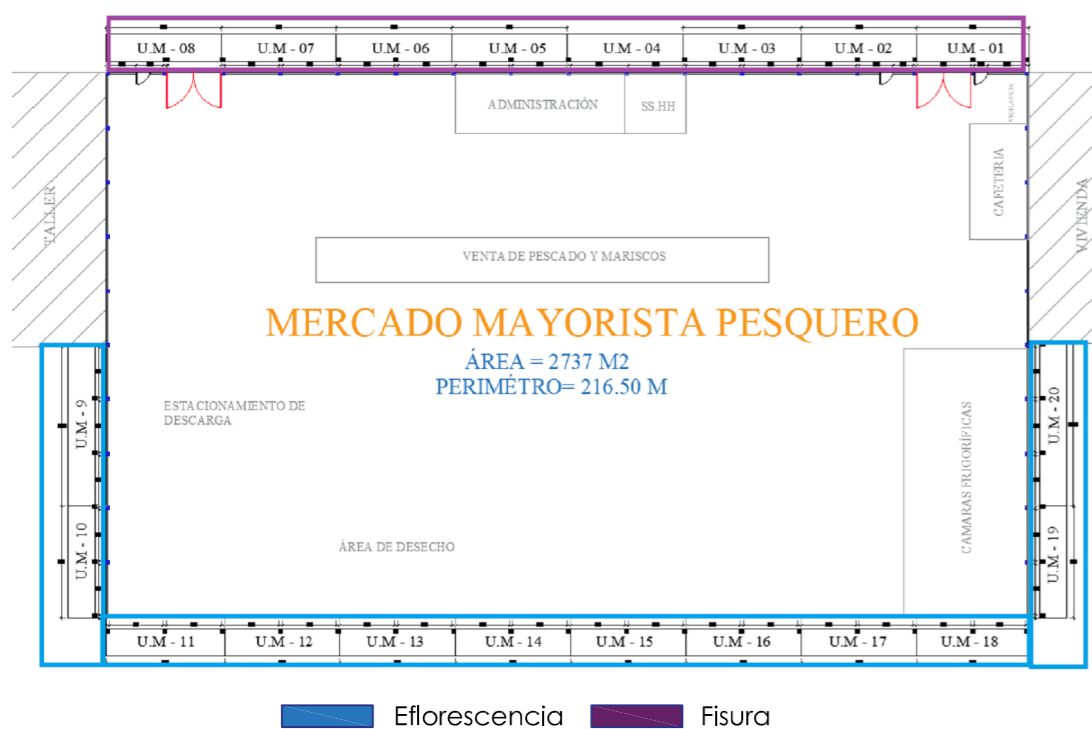 U.M - 08 U.M - 07 U.M - 06 U.M - 05 U.M - 04 U.M - 03 U.M - 02 U.M - 01
ADMINISTRACIÓN SS.HH
VIGILANCIA
CAFETERIA
TALLER
VIVIENDA
VENTA DE PESCADO Y MARISCOS
MERCADO MAYORISTA PESQUERO
ÁREA = 2737 M2
PERIMÉTRO= 216.50 M
ESTACIONAMIENTO DE
DESCARGA
U.M - 9
U.M - 20
CAMARAS FRIGORÍFICAS
U.M - 10
U.M - 19
ÁREA DE DESECHO
U.M - 11 U.M - 12 U.M - 13 U.M - 14 U.M - 15 U.M - 16 U.M - 17 U.M - 18
Eflorescencia Fisura